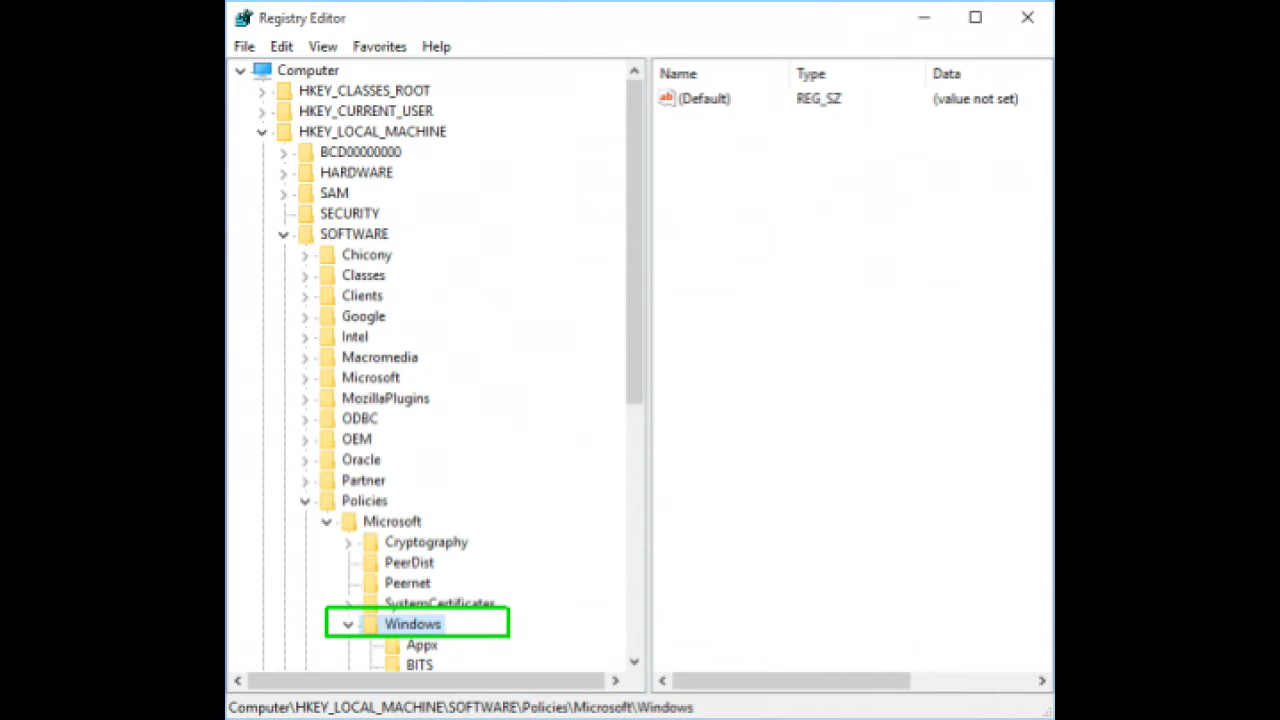 Registry Editor
File Edit View Favorites Help
Computer
HKEY_CLASSES_ROOT
HKEY_CURRENT_USER
HKEY_LOCAL_MACHINE
BCD00000000
HARDWARE
SAM
SECURITY
SOFTWARE
Chicony
Classes
Clients
Google
Intel
Macromedia
Microsoft
MozillaPlugins
ODBC
OEM
Oracle
Partner
Policies
Microsoft
Cryptography
PeerDist
Peernet
SystemCertificates
Windows
Appx
BITS
Name Type Data
ab (Default) REG_SZ (value not set)
Computer\HKEY_LOCAL_MACHINE\SOFTWARE\Policies\Microsoft\Windows